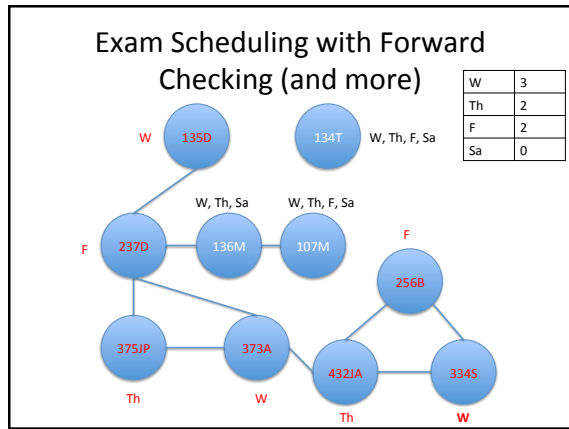 Exam Scheduling with Forward
Checking (and more)
W 3
Th 2
F 2
Sa 0
W
135D
134T
W, Th, F, Sa
W, Th, Sa
W, Th, F, Sa
F
237D
136M
107M
F
256B
375JP
373A
432JA
334S
Th
W
Th
W